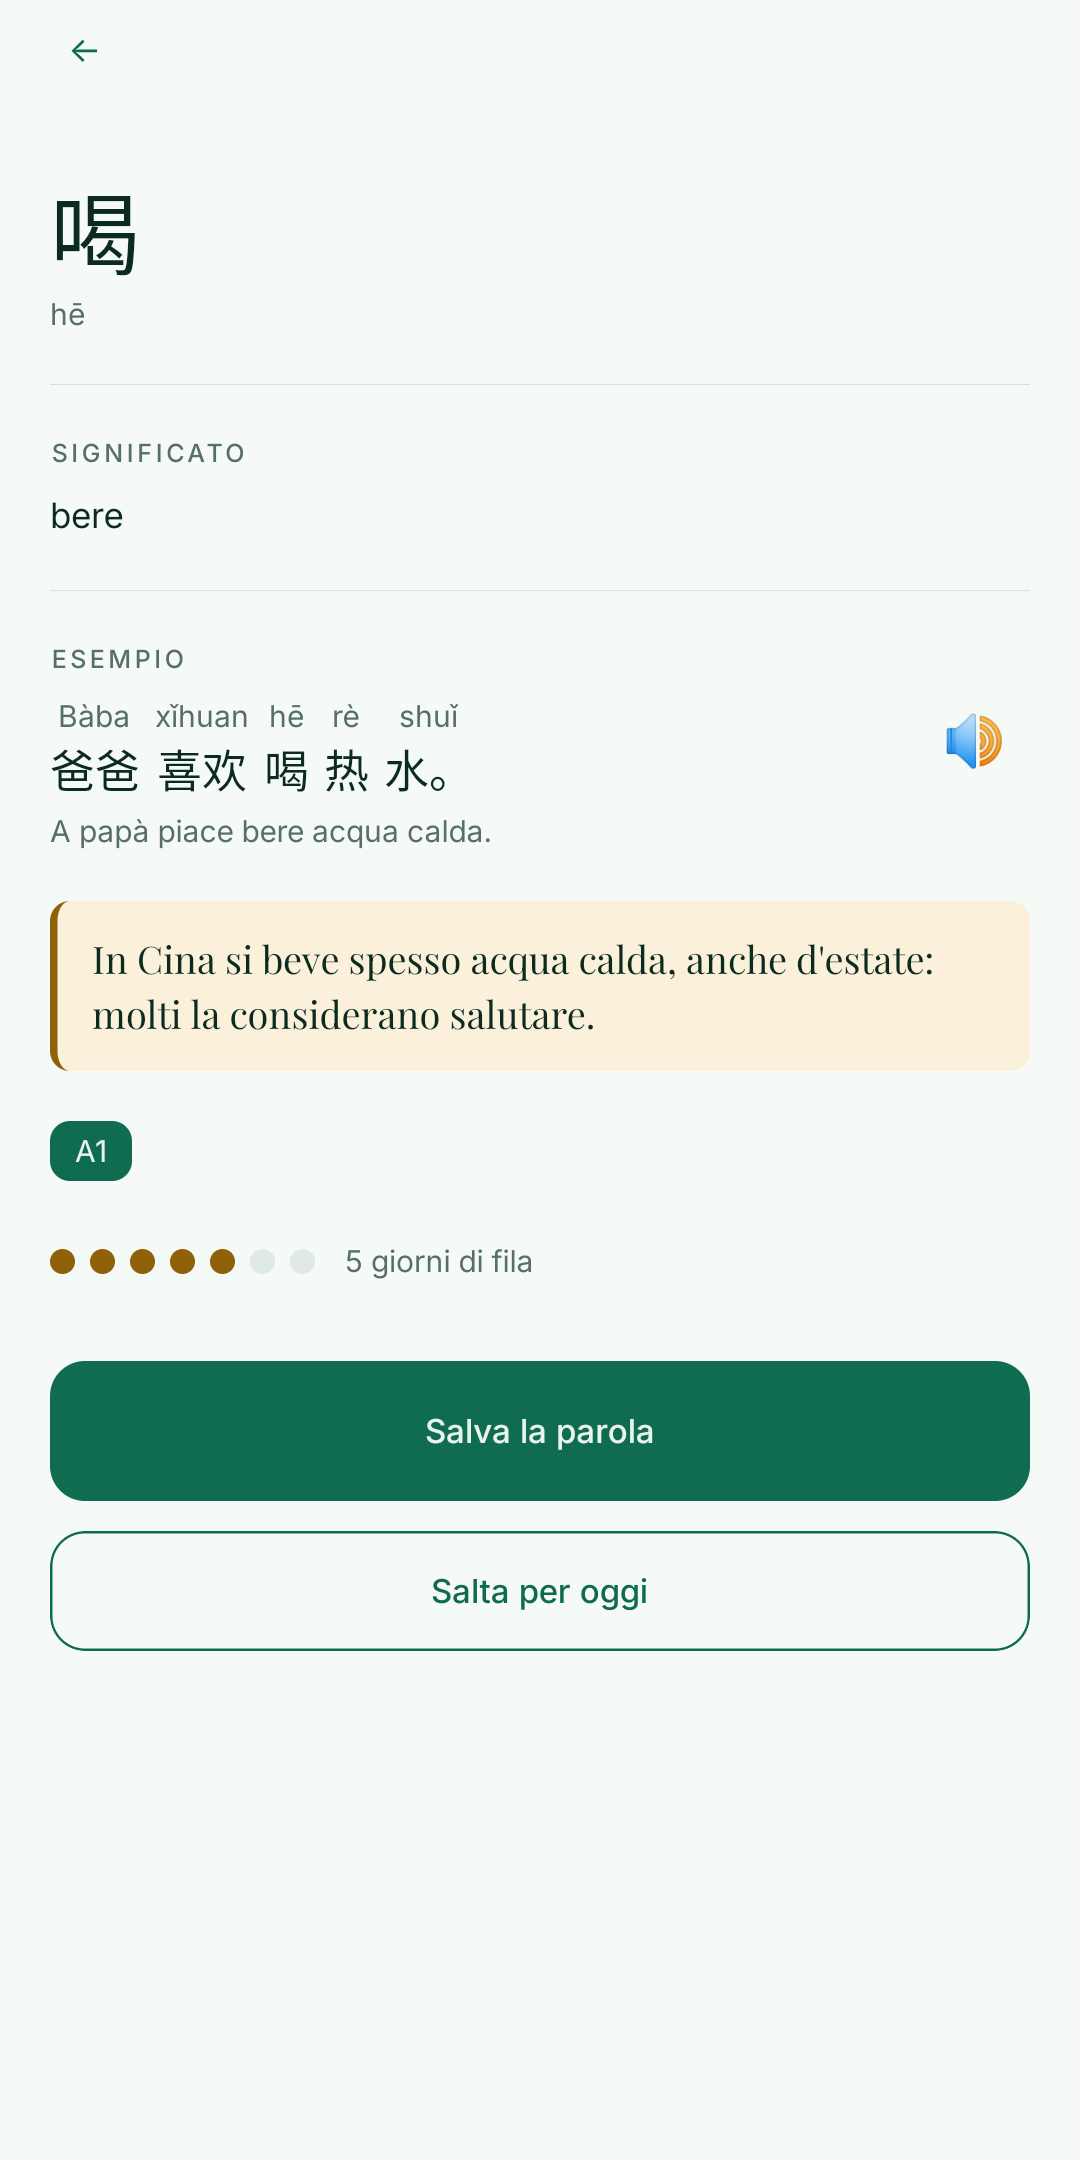 喝
hē
SIGNIFICATO
bere
ESEMPIO
Bàba xǐhuan hē rè shuǐ
爸爸 喜欢 喝 热 水。
A papà piace bere acqua calda.
In Cina si beve spesso acqua calda, anche d'estate:
molti la considerano salutare.
A1
5 giorni di fila
Salva la parola
Salta per oggi